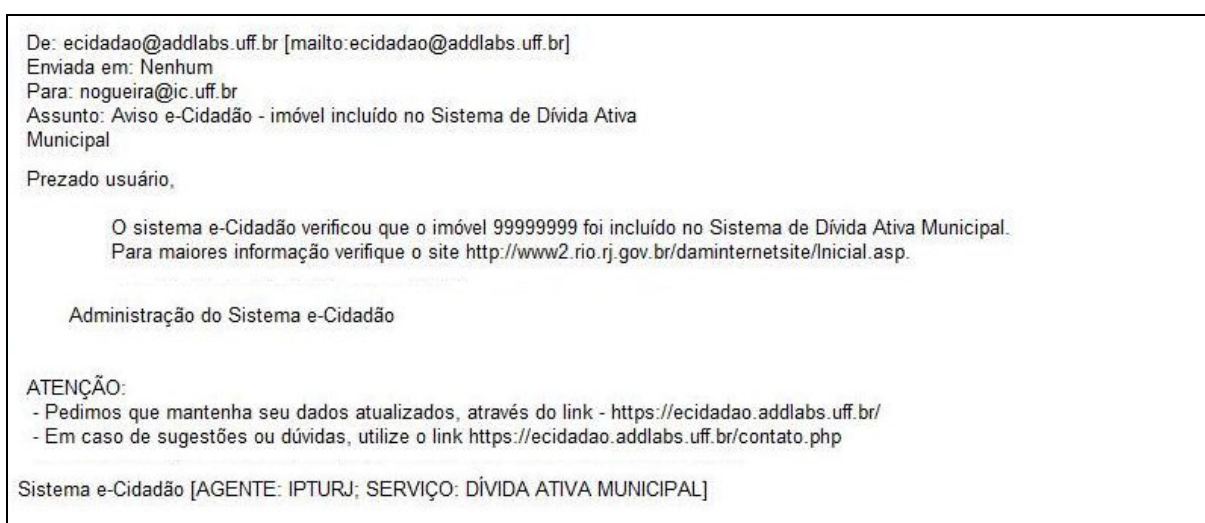 De: ecidadao@addlabs.uff.br [mailto:ecidadao@addlabs.uff.br]
Enviada em: Nenhum
Para: nogueira@ic.uff.br
Assunto: Aviso e-Cidadão - imóvel incluído no Sistema de Dívida Ativa
Municipal
Prezado usuário,
O sistema e-Cidadão verificou que o imóvel 99999999 foi incluído no Sistema de Dívida Ativa Municipal.
Para maiores informação verifique o site http://www2.rio.rj.gov.br/daminternetsite/Inicial.asp.
Administração do Sistema e-Cidadão
ATENÇÃO:
- Pedimos que mantenha seu dados atualizados, através do link - https://ecidadao.addlabs.uff.br/
- Em caso de sugestões ou dúvidas, utilize o link https://ecidadao.addlabs.uff.br/contato.php
Sistema e-Cidadão [AGENTE: IPTURJ; SERVIÇO: DÍVIDA ATIVA MUNICIPAL]